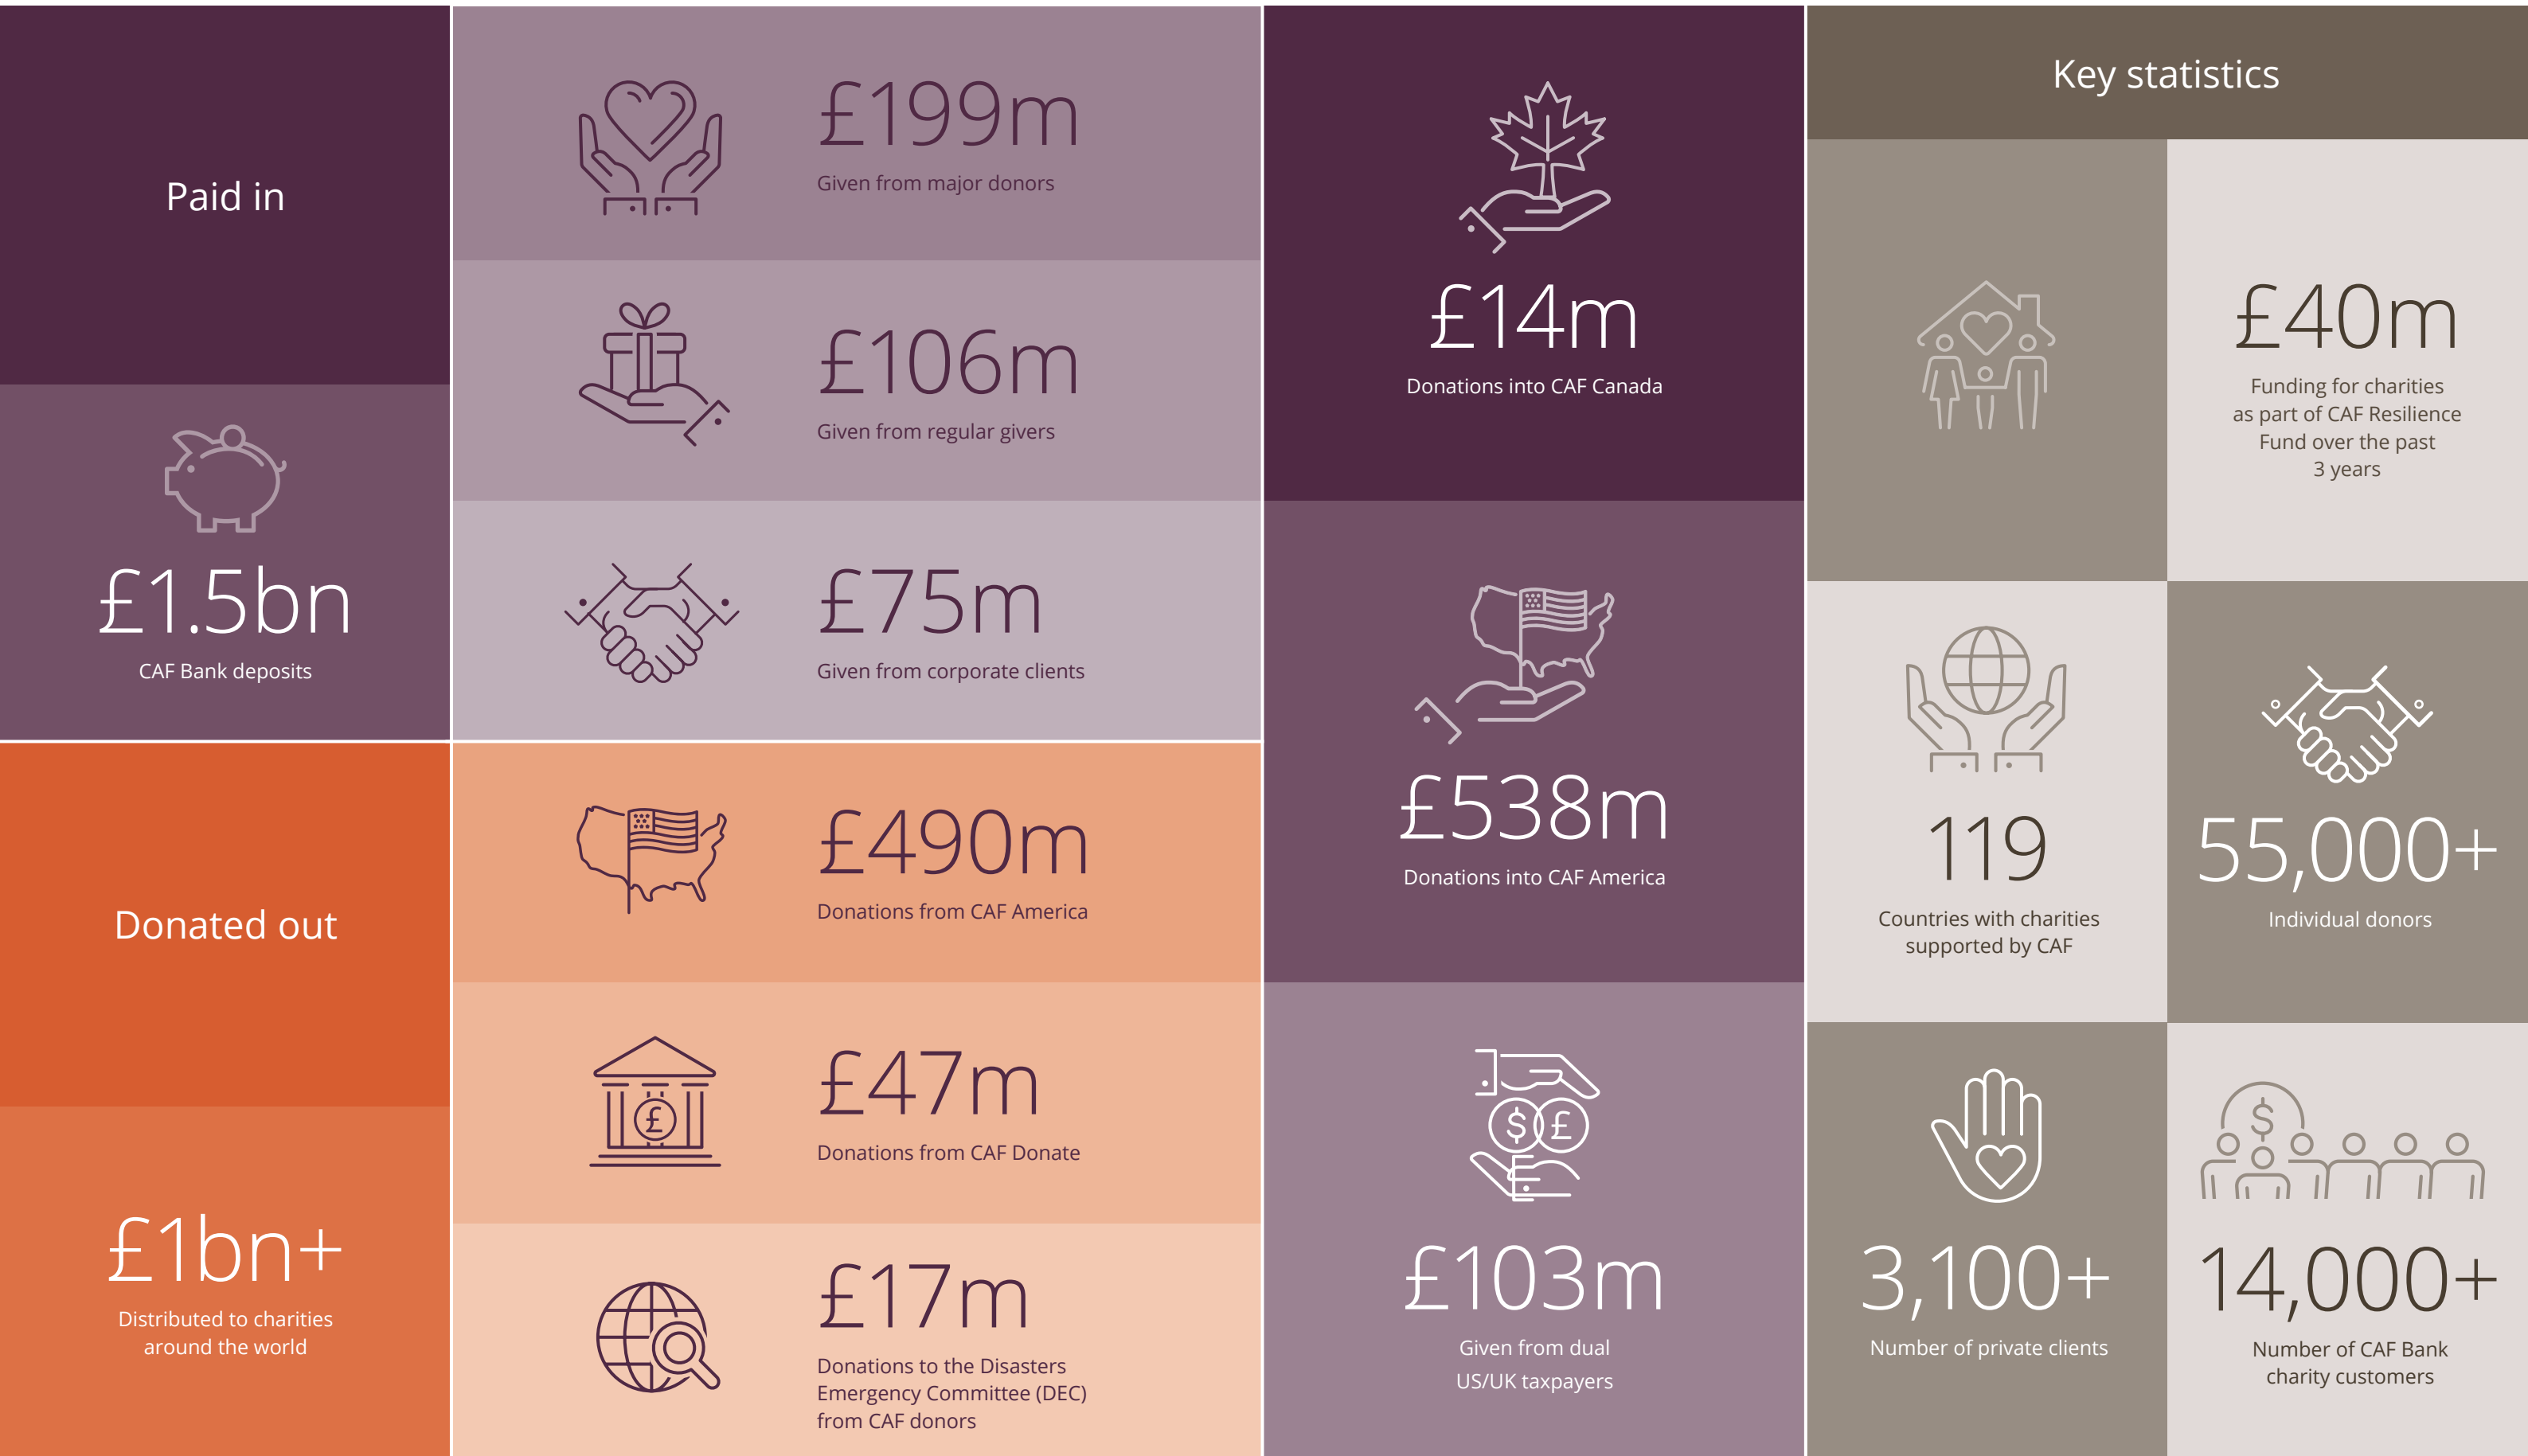 Paid in
£1.5bn
CAF Bank deposits
£199m
Given from major donors
£106m
Given from regular givers
£75m
Given from corporate clients
£14m
Donations into CAF Canada
£538m
Donations into CAF America
$ £
£103m
Given from dual
US/UK taxpayers
Donated out
£1bn+
Distributed to charities
around the world
£490m
Donations from CAF America
£
£47m
Donations from CAF Donate
£17m
Donations to the Disasters
Emergency Committee (DEC)
from CAF donors
Key statistics
£40m
Funding for charities
as part of CAF Resilience
Fund over the past
3 years
119
Countries with charities
supported by CAF
55,000+
Individual donors
3,100+
Number of private clients
$
14,000+
Number of CAF Bank
charity customers